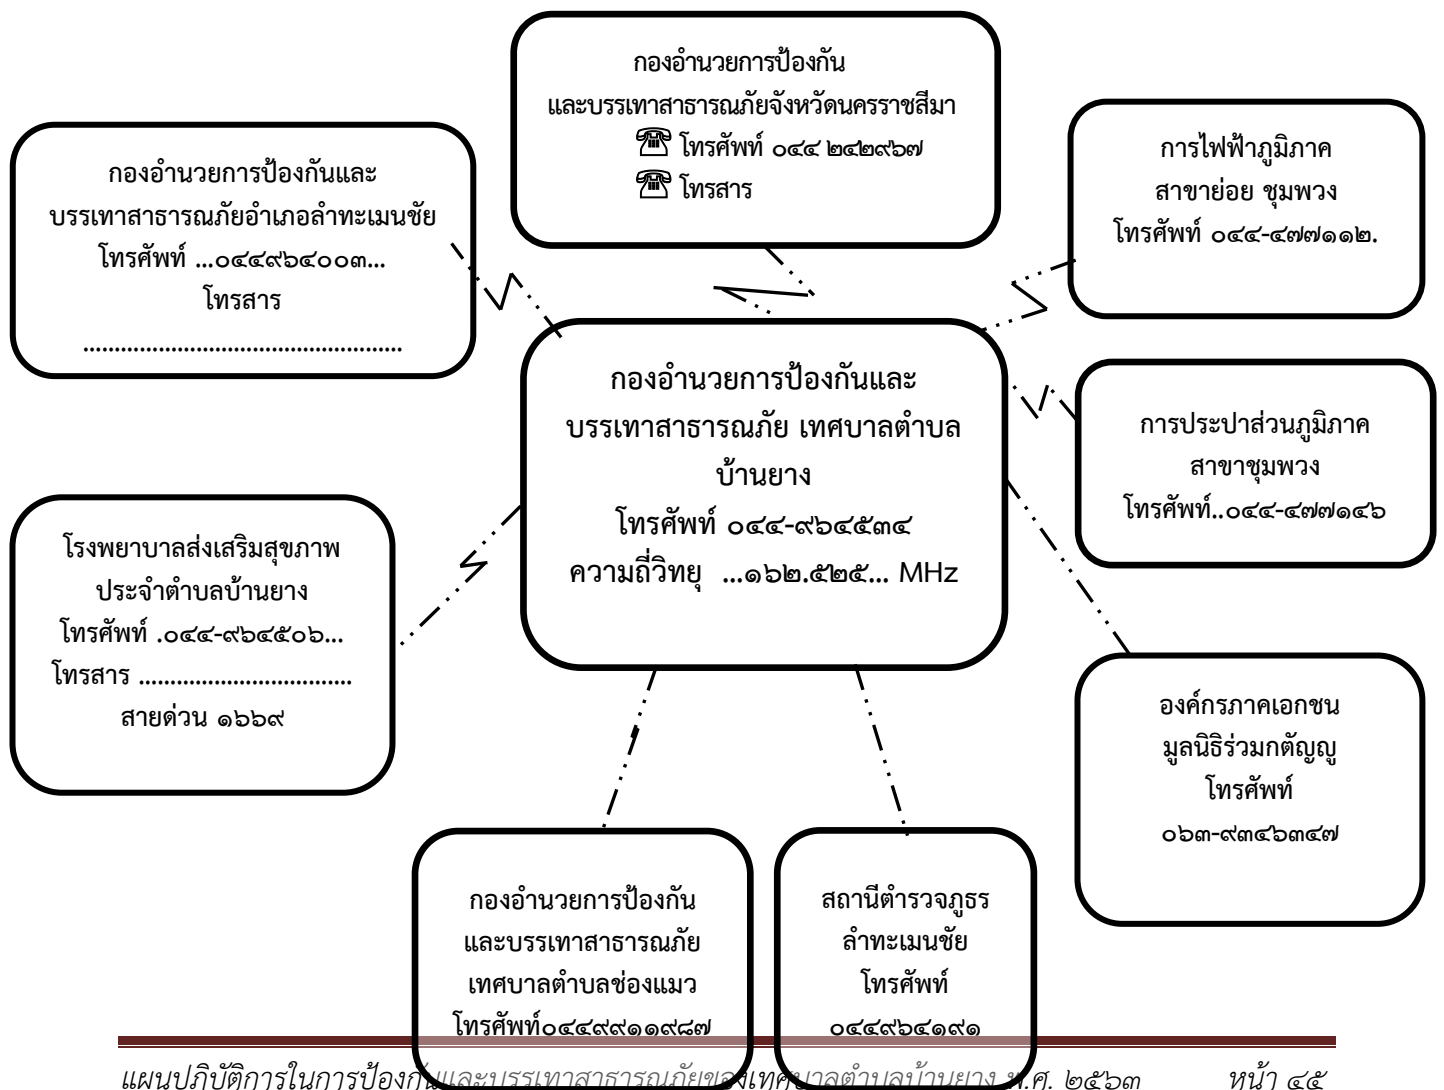 กองอำนวยการป้องกัน
และบรรเทาสาธารณภัยจังหวัดนครราชสีมา
☎ โทรศัพท์ ๐๔๔ ๒๔๒๙๖๗
☎ โทรสาร
กองอำนวยการป้องกันและ
บรรเทาสาธารณภัยอำเภอลำทะเมนชัย
โทรศัพท์ ...๐๔๔๙๖๔๐๐๓...
โทรสาร
...................................................
การไฟฟ้าภูมิภาค
สาขาย่อย ชุมพวง
โทรศัพท์ ๐๔๔-๔๗๗๑๑๒.
กองอำนวยการป้องกันและ
บรรเทาสาธารณภัย เทศบาลตำบล
บ้านยาง
โทรศัพท์ ๐๔๔-๙๖๔๕๓๔
ความถี่วิทยุ ...๑๖๒.๕๒๕... MHz
การประปาส่วนภูมิภาค
สาขาชุมพวง
โทรศัพท์..๐๔๔-๔๗๗๑๔๖
โรงพยาบาลส่งเสริมสุขภาพ
ประจำตำบลบ้านยาง
โทรศัพท์ .๐๔๔-๙๖๔๕๐๖...
โทรสาร ..................................
สายด่วน ๑๖๖๙
องค์กรภาคเอกชน
มูลนิธิร่วมกตัญญู
โทรศัพท์
๐๖๓-๙๓๔๖๓๔๗
กองอำนวยการป้องกัน
และบรรเทาสาธารณภัย
เทศบาลตำบลช่องแมว
โทรศัพท์๐๔๔๙๙๑๑๙๘๗
สถานีตำรวจภูธร
ลำทะเมนชัย
โทรศัพท์
๐๔๔๙๖๔๑๙๑
แผนปฏิบัติการในการป้องกันและบรรเทาสาธารณภัยของเทศบาลตำบลบ้านยาง พ.ศ. ๒๕๖๓ หน้า ๔๕